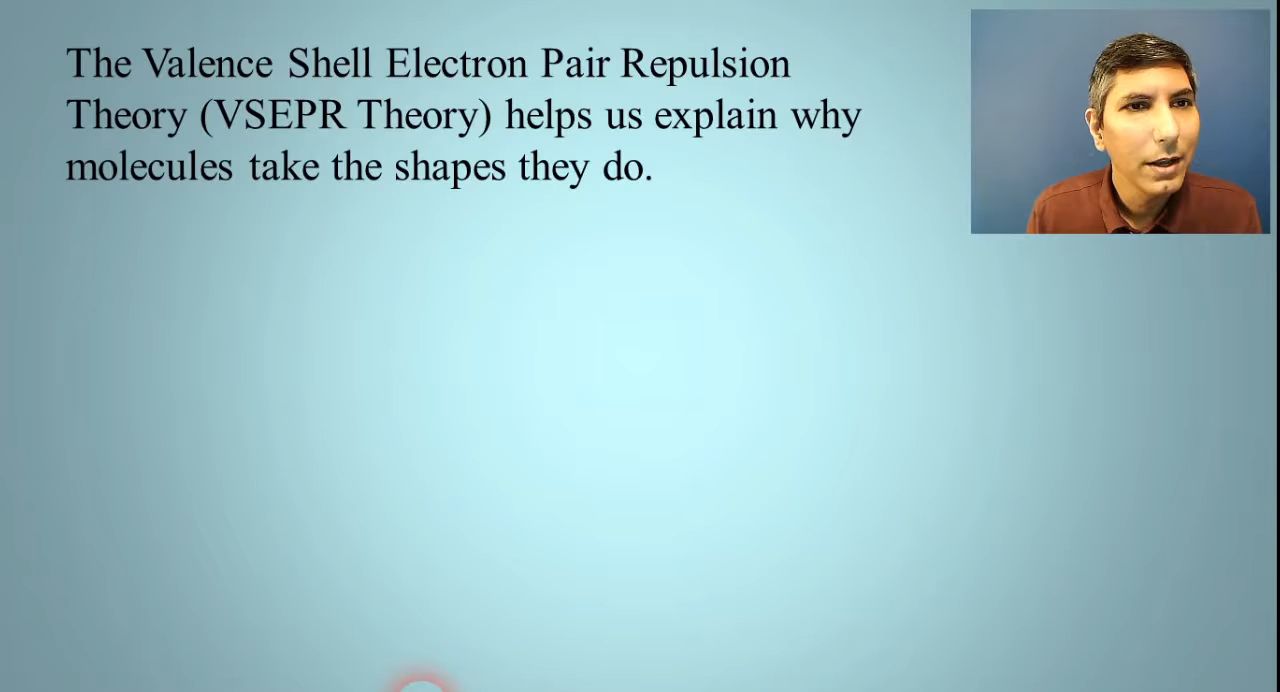 The Valence Shell Electron Pair Repulsion
Theory (VSEPR Theory) helps us explain why
molecules take the shapes they do.